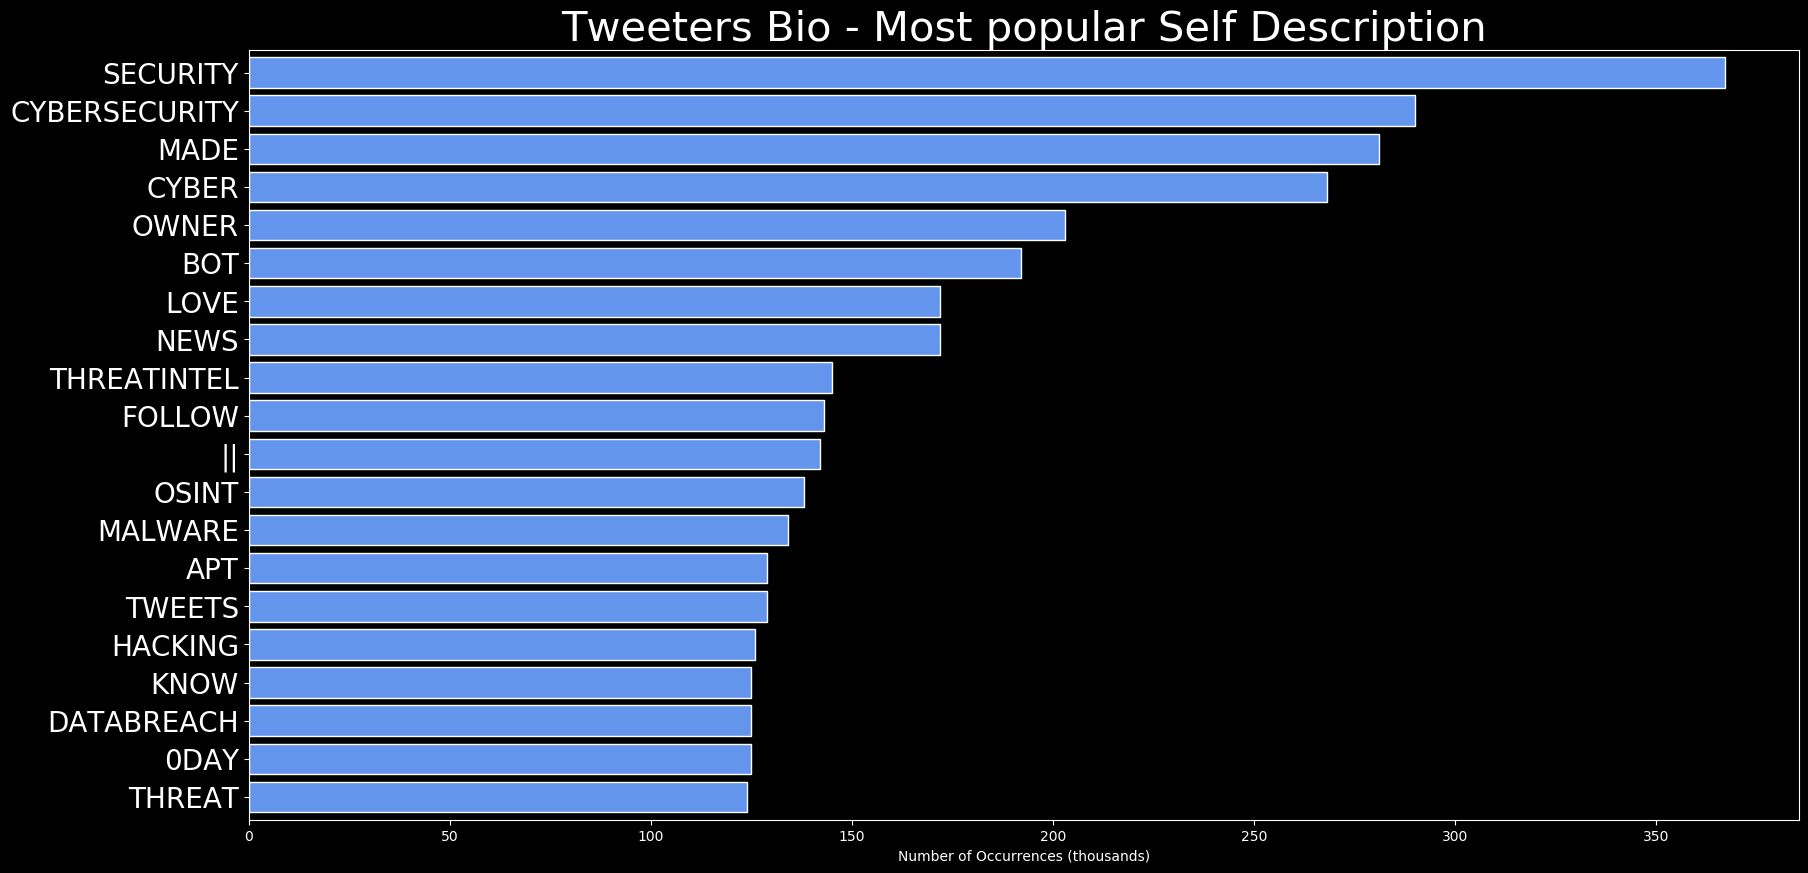 Tweeters Bio - Most popular Self Description
SECURITY
CYBERSECURITY
MADE
CYBER
OWNER
BOT
LOVE
NEWS
THREATINTEL
FOLLOW
||
OSINT
MALWARE
APT
TWEETS
HACKING
KNOW
DATABREACH
0DAY
THREAT
0 50 100 150 200 250 300 350
Number of Occurrences (thousands)